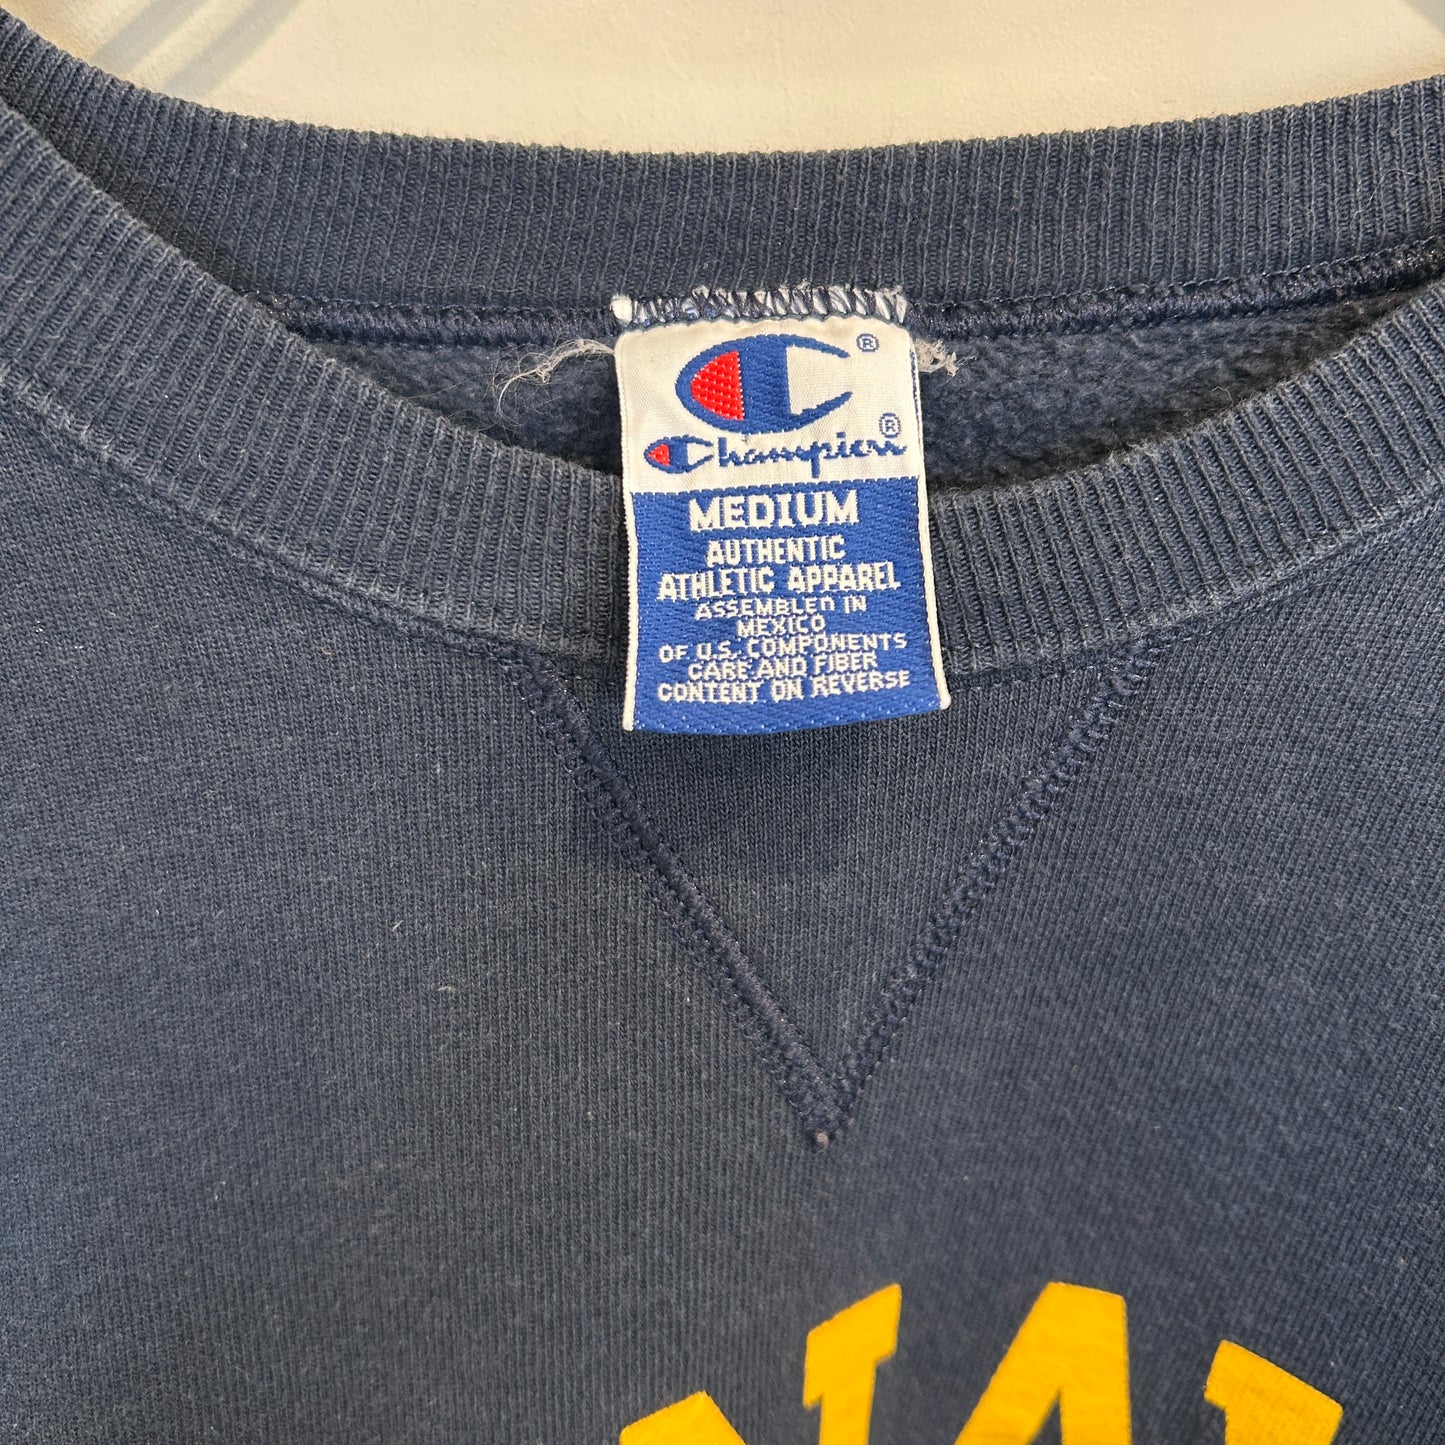 ®
Champion®
MEDIUM
AUTHENTIC
ATHLETIC APPAREL
ASSEMBLED IN
MEXICO
OF U.S. COMPONENTS
CARE AND FIBER
CONTENT ON REVERSE